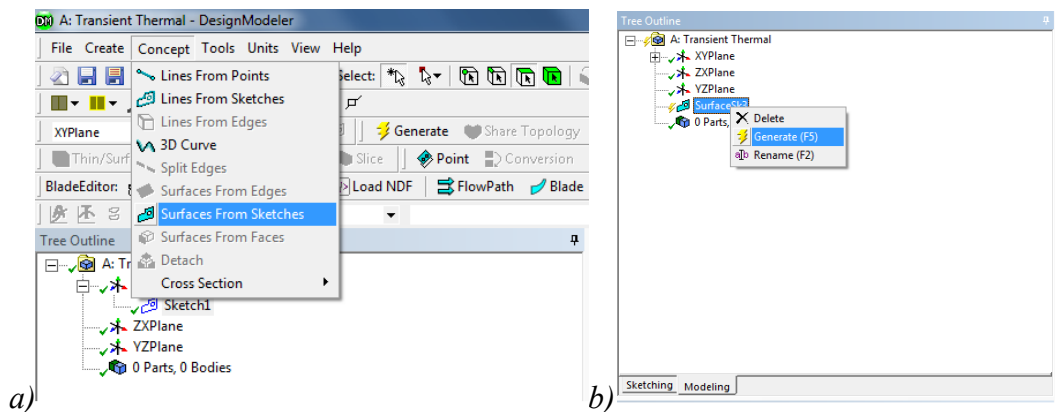 A: Transient Thermal - DesignModeler
File Create Concept Tools Units View Help
Lines From Points
Select:
Lines From Sketches
Lines From Edges
XYPlane
Generate Share Topology
3D Curve
Thin/Surf
Split Edges
Slice Point Conversion
BladeEditor:
Surfaces From Edges
Load NDF FlowPath Blade
Surfaces From Sketches
Tree Outline
Surfaces From Faces
A: Tr
Detach
Cross Section
Sketch1
ZXPlane
YZPlane
0 Parts, 0 Bodies
a)
Tree Outline
A: Transient Thermal
XYPlane
ZXPlane
YZPlane
Delete
0 Parts,
Generate (F5)
Rename (F2)
Sketching Modeling
b)